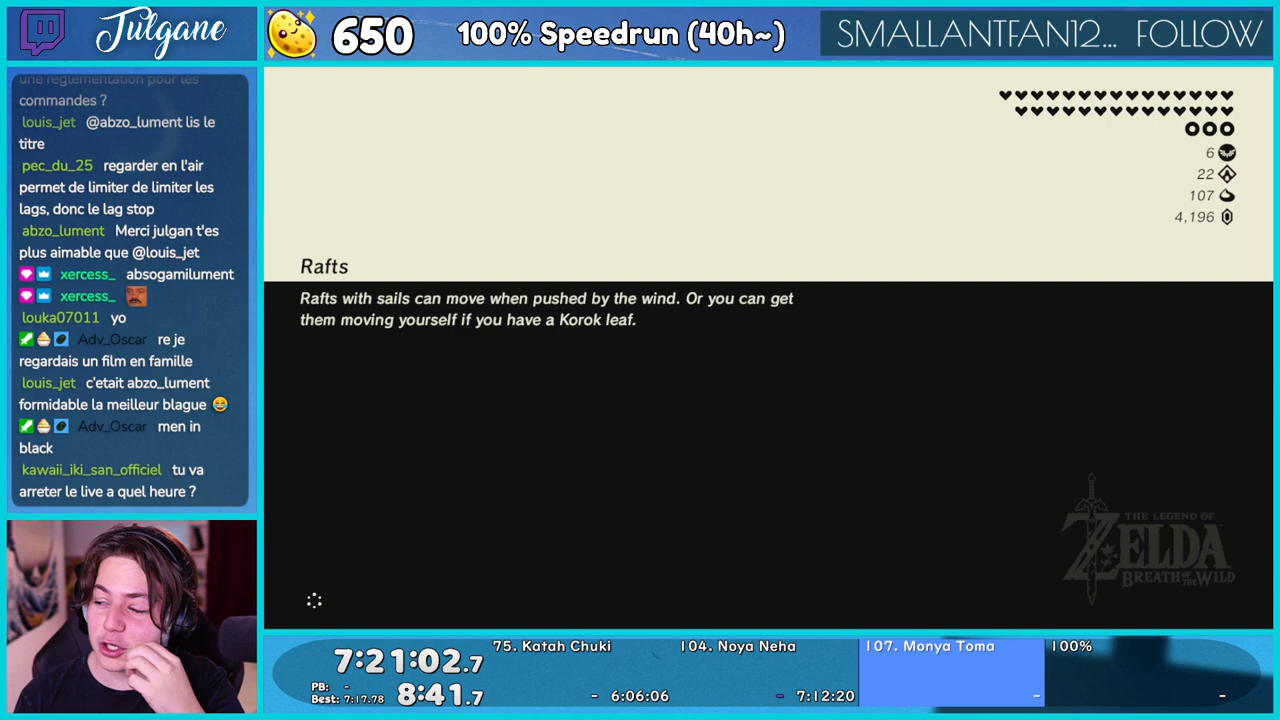 Julgane
650
100% Speedrun (40h~)
SMALLANTFAN12... FOLLOW
une reglementation pour les
commandes ?
louis_jet @abzo_lument lis le
titre
pec_du_25 regarder en l'air
permet de limiter de limiter les
lags, donc le lag stop
abzo_lument Merci julgan t'es
plus aimable que @louis_jet
xercess_ absogamilument
xercess_
louka07011 yo
Adv_Oscar re je
regardais un film en famille
louis_jet c'etait abzo_lument
formidable la meilleur blague 😂
Adv_Oscar men in
black
kawaii_iki_san_officiel tu va
arreter le live a quel heure ?
6
22
107
4,196
Rafts
Rafts with sails can move when pushed by the wind. Or you can get
them moving yourself if you have a Korok leaf.
THE LEGEND OF
ZELDA
BREATH OF THE WILD
7:21:02.7
PB: -
Best: 7:17.78
8:41.7
75. Katah Chuki
- 6:06:06
104. Noya Neha
- 7:12:20
107. Monya Toma
-
100%
-